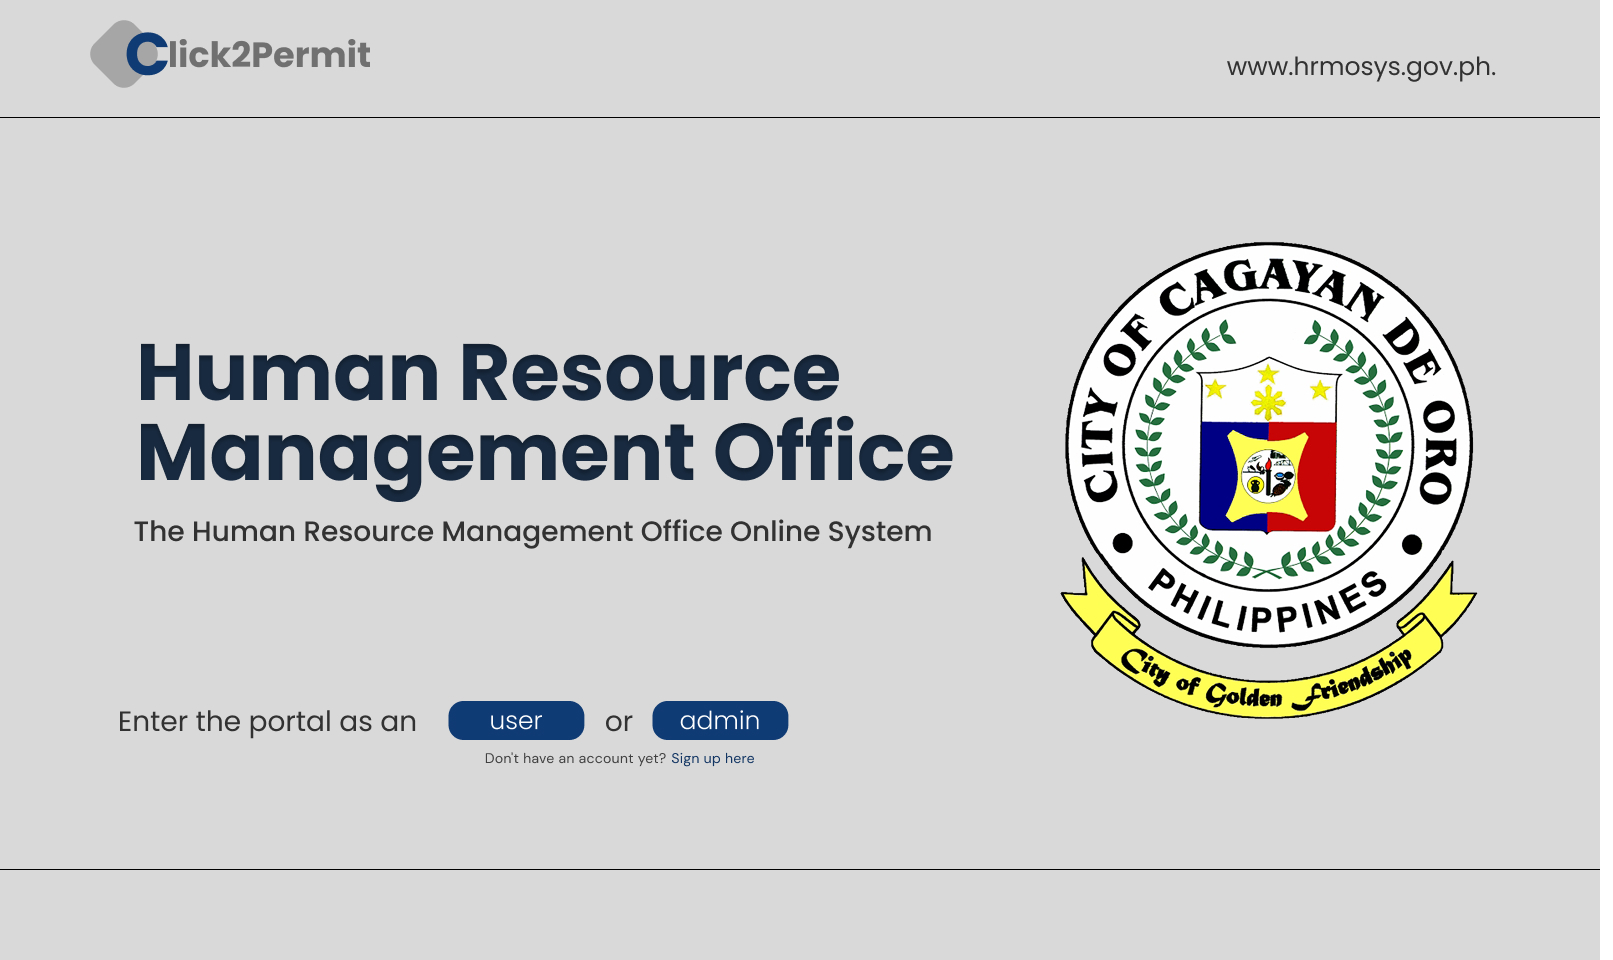 Click2Permit
www.hrmosys.gov.ph.
Human Resource
Management Office
The Human Resource Management Office Online System
CITY OF CAGAYAN DE ORO
PHILIPPINES
City of Golden Friendship
Enter the portal as an user or admin
Don't have an account yet? Sign up here